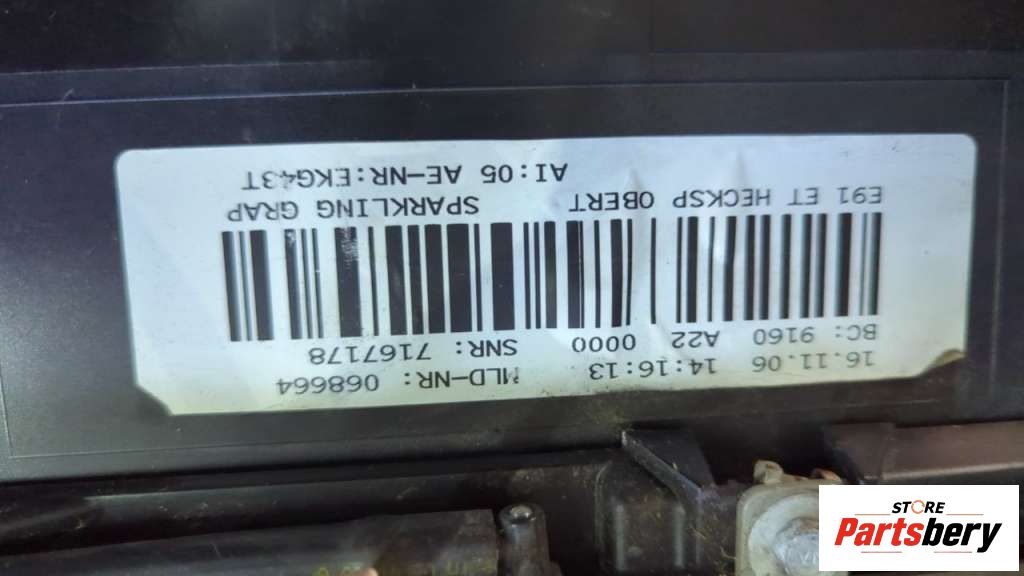 16.11.06 14:16:13 MLD-NR: 068664
BC: 9160 A22 0000 SNR: 7167178
E91 ET HECKSP OBERT SPARKLING GRAP
AI:05 AE-NR:EKG43T
STORE
Partsbery